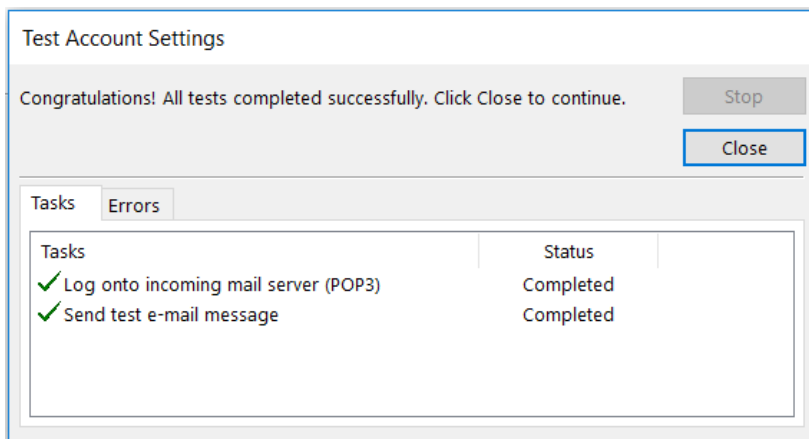 Test Account Settings
Congratulations! All tests completed successfully. Click Close to continue.
Stop
Close
Tasks
Errors
Tasks Status
Log onto incoming mail server (POP3) Completed
Send test e-mail message Completed